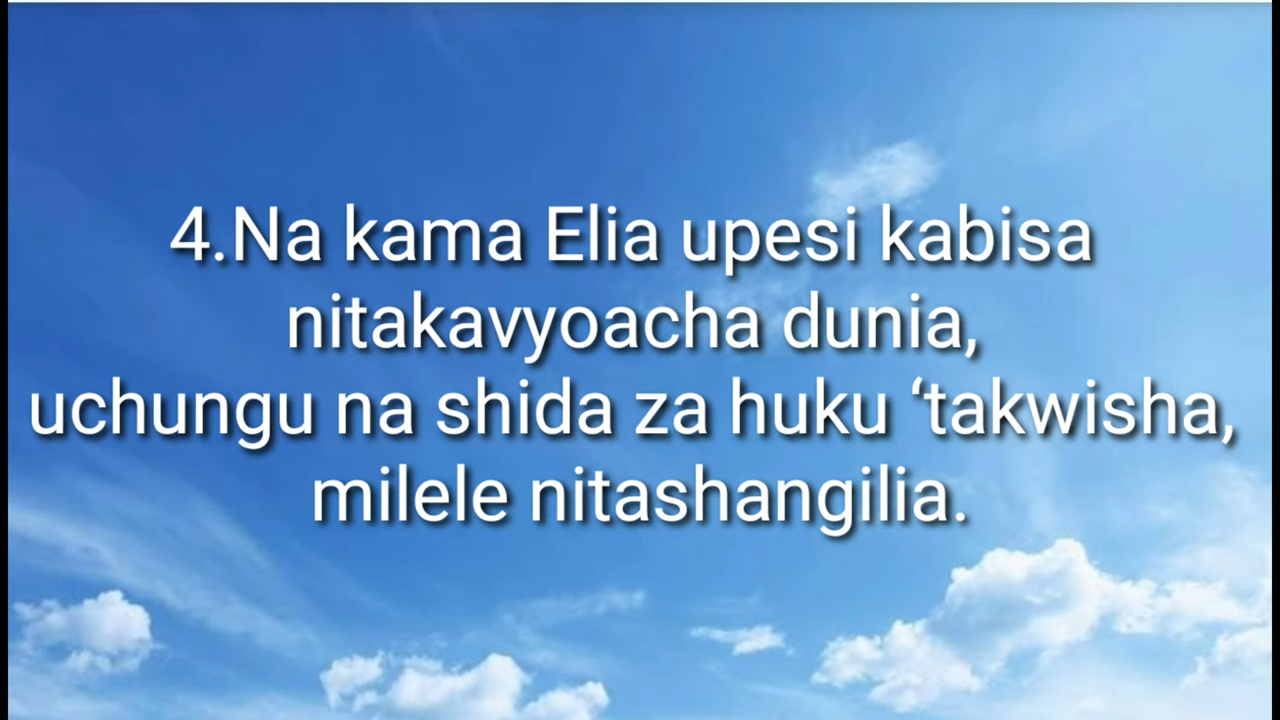 4.Na kama Elia upesi kabisa
nitakavyoacha dunia,
uchungu na shida za huku ‘takwisha,
milele nitashangilia.